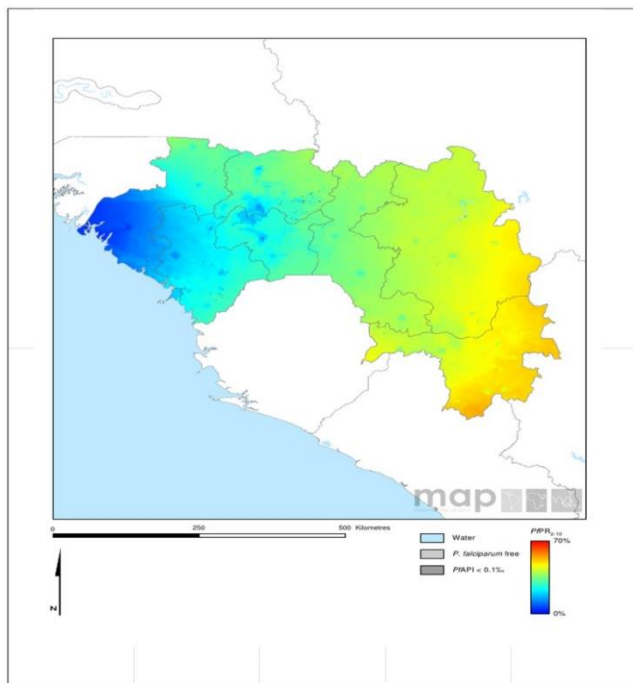 map
0 250 500 Kilometres
Water
P. falciparum free
PfAPI < 0.1‰
PfPR2-10
70%
0%
N